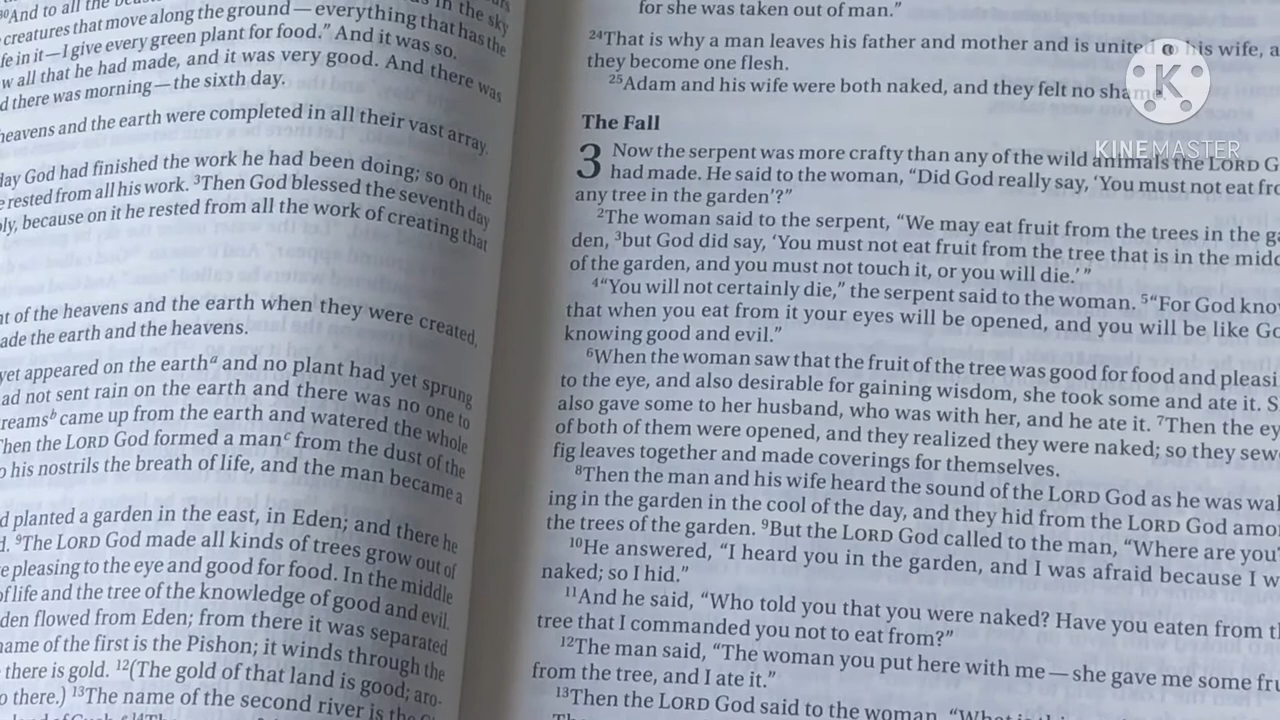 30And to all the
creatures that move along the ground—everything that has the
fe in it—I give every green plant for food.” And it was so.
w all that he had made, and it was very good. And there was
d there was morning—the sixth day.
heavens and the earth were completed in all their vast array.
day God had finished the work he had been doing; so on the
e rested from all his work. 3Then God blessed the seventh day
oly, because on it he rested from all the work of creating that
nt of the heavens and the earth when they were created,
ade the earth and the heavens.
yet appeared on the earthᵃ and no plant had yet sprung
ad not sent rain on the earth and there was no one to
reamsᵇ came up from the earth and watered the whole
Then the LORD God formed a manᶜ from the dust of the
o his nostrils the breath of life, and the man became a
d planted a garden in the east, in Eden; and there he
d. 9The LORD God made all kinds of trees grow out of
e pleasing to the eye and good for food. In the middle
of life and the tree of the knowledge of good and evil.
den flowed from Eden; from there it was separated
name of the first is the Pishon; it winds through the
there is gold. 12(The gold of that land is good; aro-
o there.) 13The name of the second river is the
for she was taken out of man.”
24That is why a man leaves his father and mother and is united to his wife, a
they become one flesh.
25Adam and his wife were both naked, and they felt no shame.
The Fall
3 Now the serpent was more crafty than any of the wild animals the LORD G
had made. He said to the woman, “Did God really say, ‘You must not eat fro
any tree in the garden’?”
2The woman said to the serpent, “We may eat fruit from the trees in the ga
den, 3but God did say, ‘You must not eat fruit from the tree that is in the midd
of the garden, and you must not touch it, or you will die.’”
4“You will not certainly die,” the serpent said to the woman. 5“For God kno
that when you eat from it your eyes will be opened, and you will be like Go
knowing good and evil.”
6When the woman saw that the fruit of the tree was good for food and pleasi
to the eye, and also desirable for gaining wisdom, she took some and ate it. S
also gave some to her husband, who was with her, and he ate it. 7Then the ey
of both of them were opened, and they realized they were naked; so they sew
fig leaves together and made coverings for themselves.
8Then the man and his wife heard the sound of the LORD God as he was wal
ing in the garden in the cool of the day, and they hid from the LORD God amo
the trees of the garden. 9But the LORD God called to the man, “Where are you
10He answered, “I heard you in the garden, and I was afraid because I w
naked; so I hid.”
11And he said, “Who told you that you were naked? Have you eaten from th
tree that I commanded you not to eat from?”
12The man said, “The woman you put here with me—she gave me some fru
from the tree, and I ate it.”
13Then the LORD God said to the woman, “What is this
K
KINEMASTER